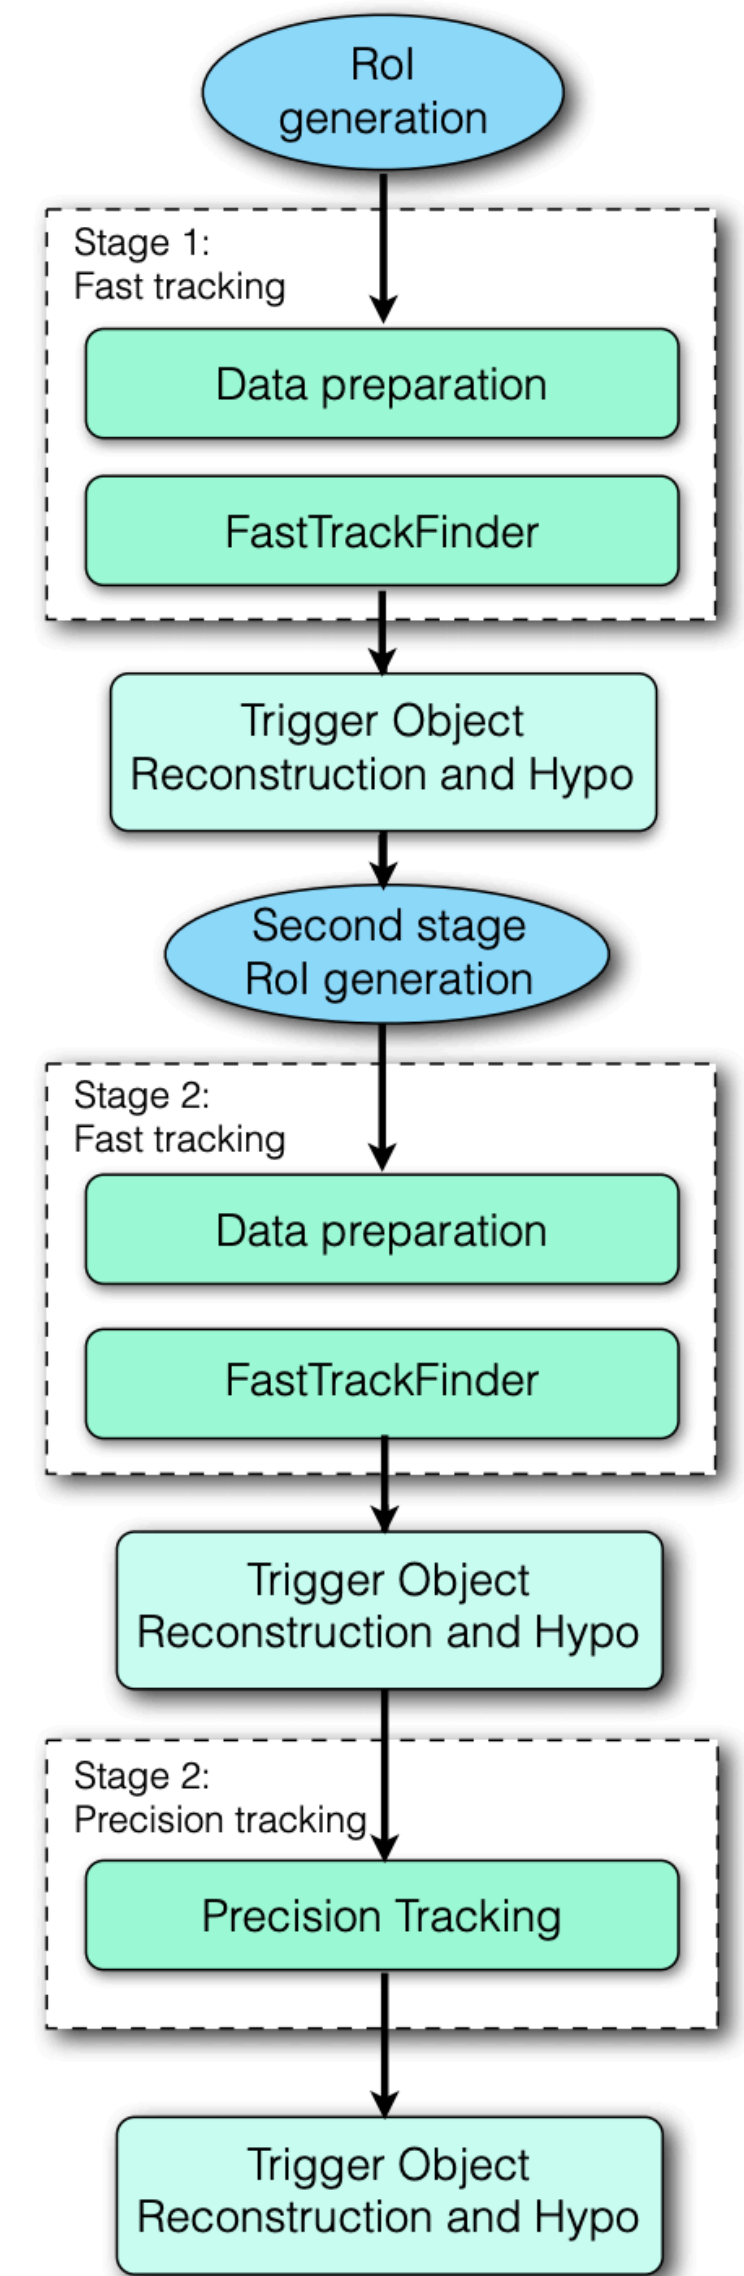 RoI
generation
Stage 1:
Fast tracking
Data preparation
FastTrackFinder
Trigger Object
Reconstruction and Hypo
Second stage
RoI generation
Stage 2:
Fast tracking
Data preparation
FastTrackFinder
Trigger Object
Reconstruction and Hypo
Stage 2:
Precision tracking
Precision Tracking
Trigger Object
Reconstruction and Hypo